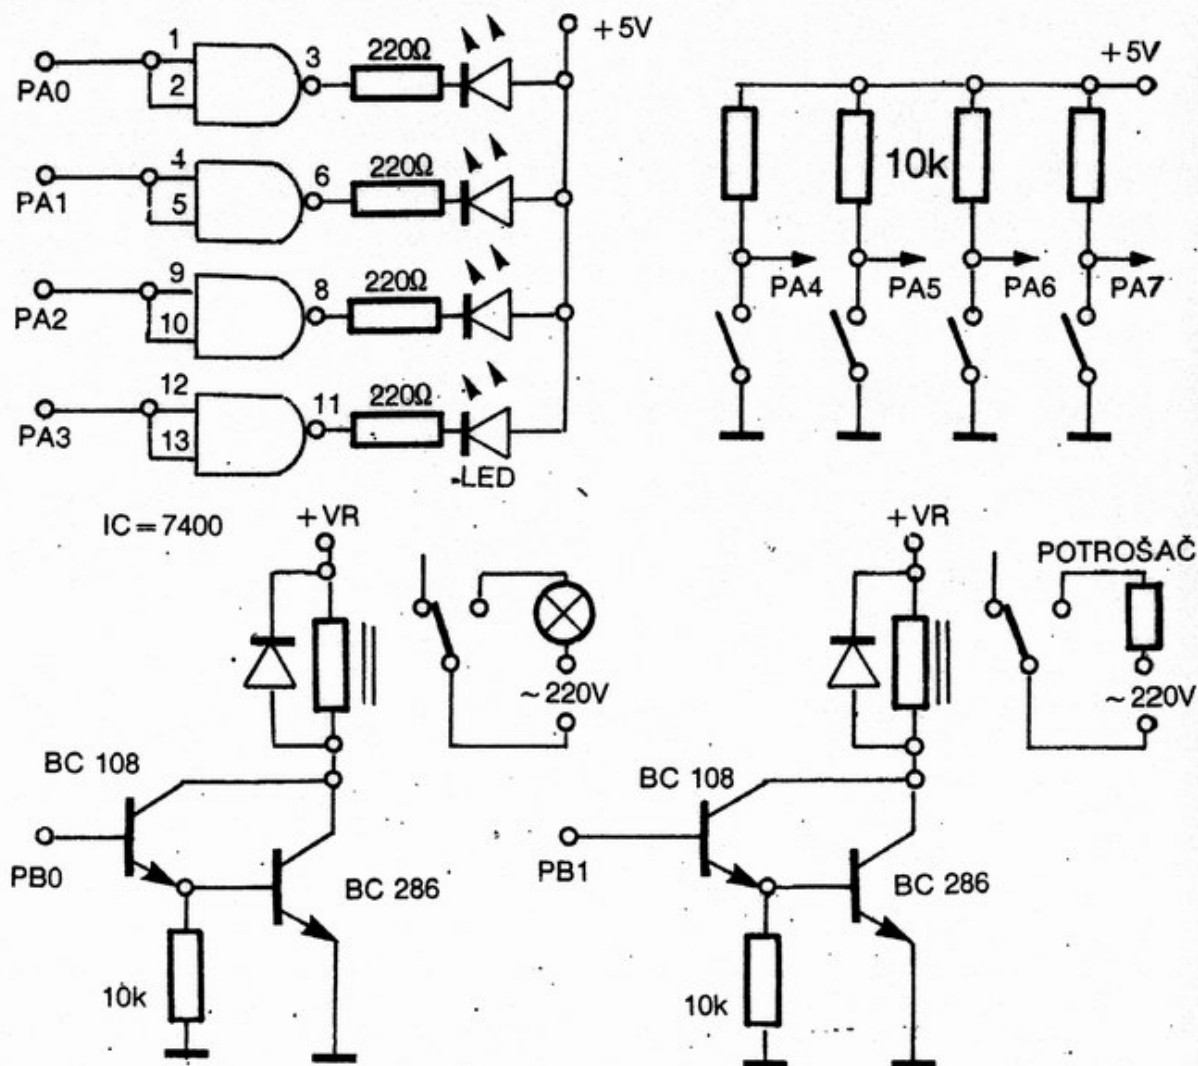 +5V
1
3
220Ω
2
PA0
4
6
220Ω
5
PA1
9
8
220Ω
10
PA2
12
11
220Ω
13
PA3
LED
IC=7400
+5V
10k
PA4
PA5
PA6
PA7
+VR
~220V
BC 108
PB0
BC 286
10k
+VR
POTROŠAČ
~220V
BC 108
PB1
BC 286
10k